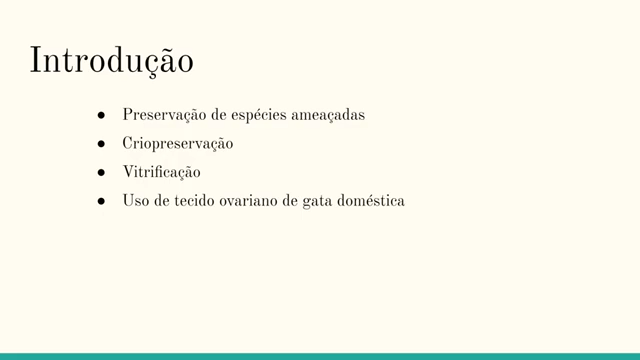 Introdução
● Preservação de espécies ameaçadas
● Criopreservação
● Vitrificação
● Uso de tecido ovariano de gata doméstica